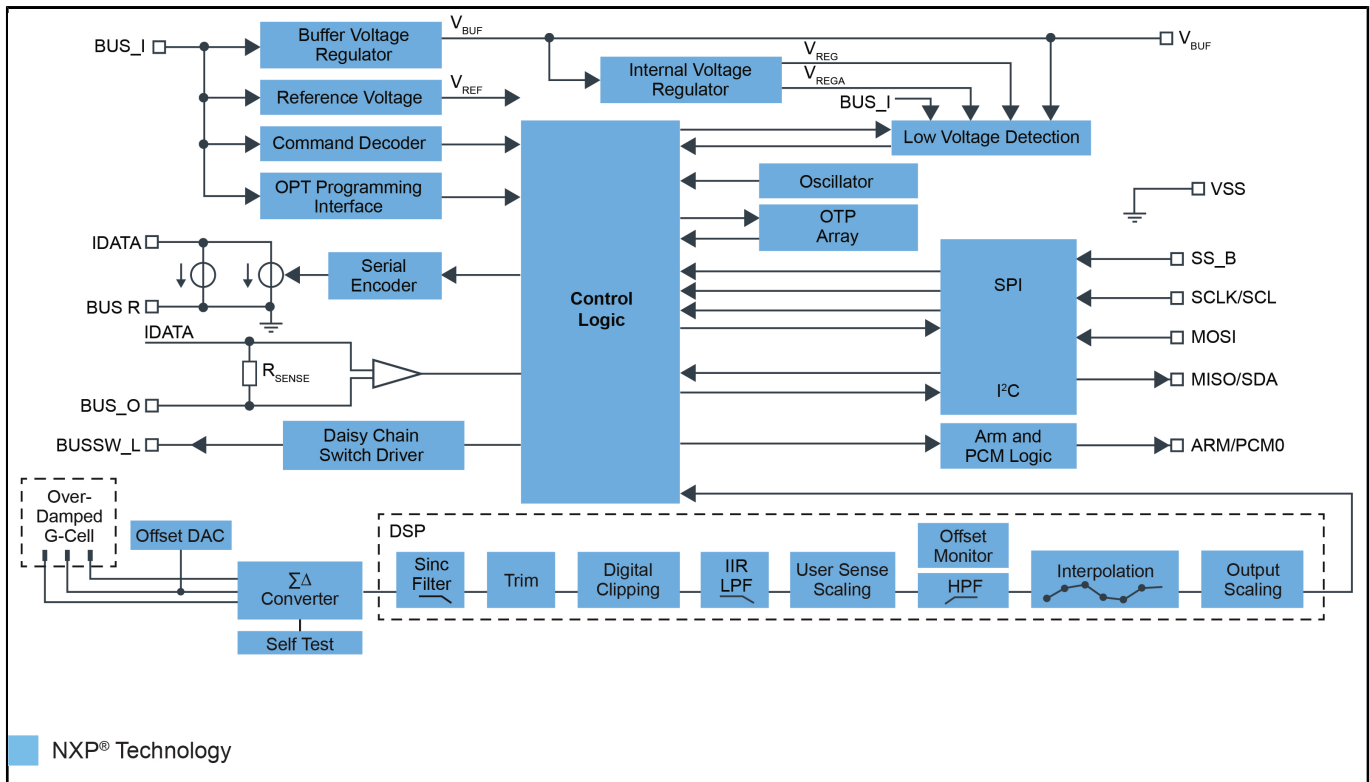 BUS_I
Buffer Voltage
Regulator
VBUF
VBUF
Internal Voltage
Regulator
VREG
VREGA
BUS_I
Reference Voltage
VREF
Low Voltage Detection
Command Decoder
OPT Programming
Interface
Oscillator
OTP
Array
VSS
IDATA
BUS R
Serial
Encoder
Control
Logic
SPI
I²C
SS_B
SCLK/SCL
MOSI
MISO/SDA
IDATA
RSENSE
BUS_O
BUSSW_L
Daisy Chain
Switch Driver
Arm and
PCM Logic
ARM/PCM0
Over-
Damped
G-Cell
Offset DAC
ΣΔ
Converter
Self Test
DSP
Sinc
Filter
Trim
Digital
Clipping
IIR
LPF
User Sense
Scaling
Offset
Monitor
HPF
Interpolation
Output
Scaling
NXP® Technology